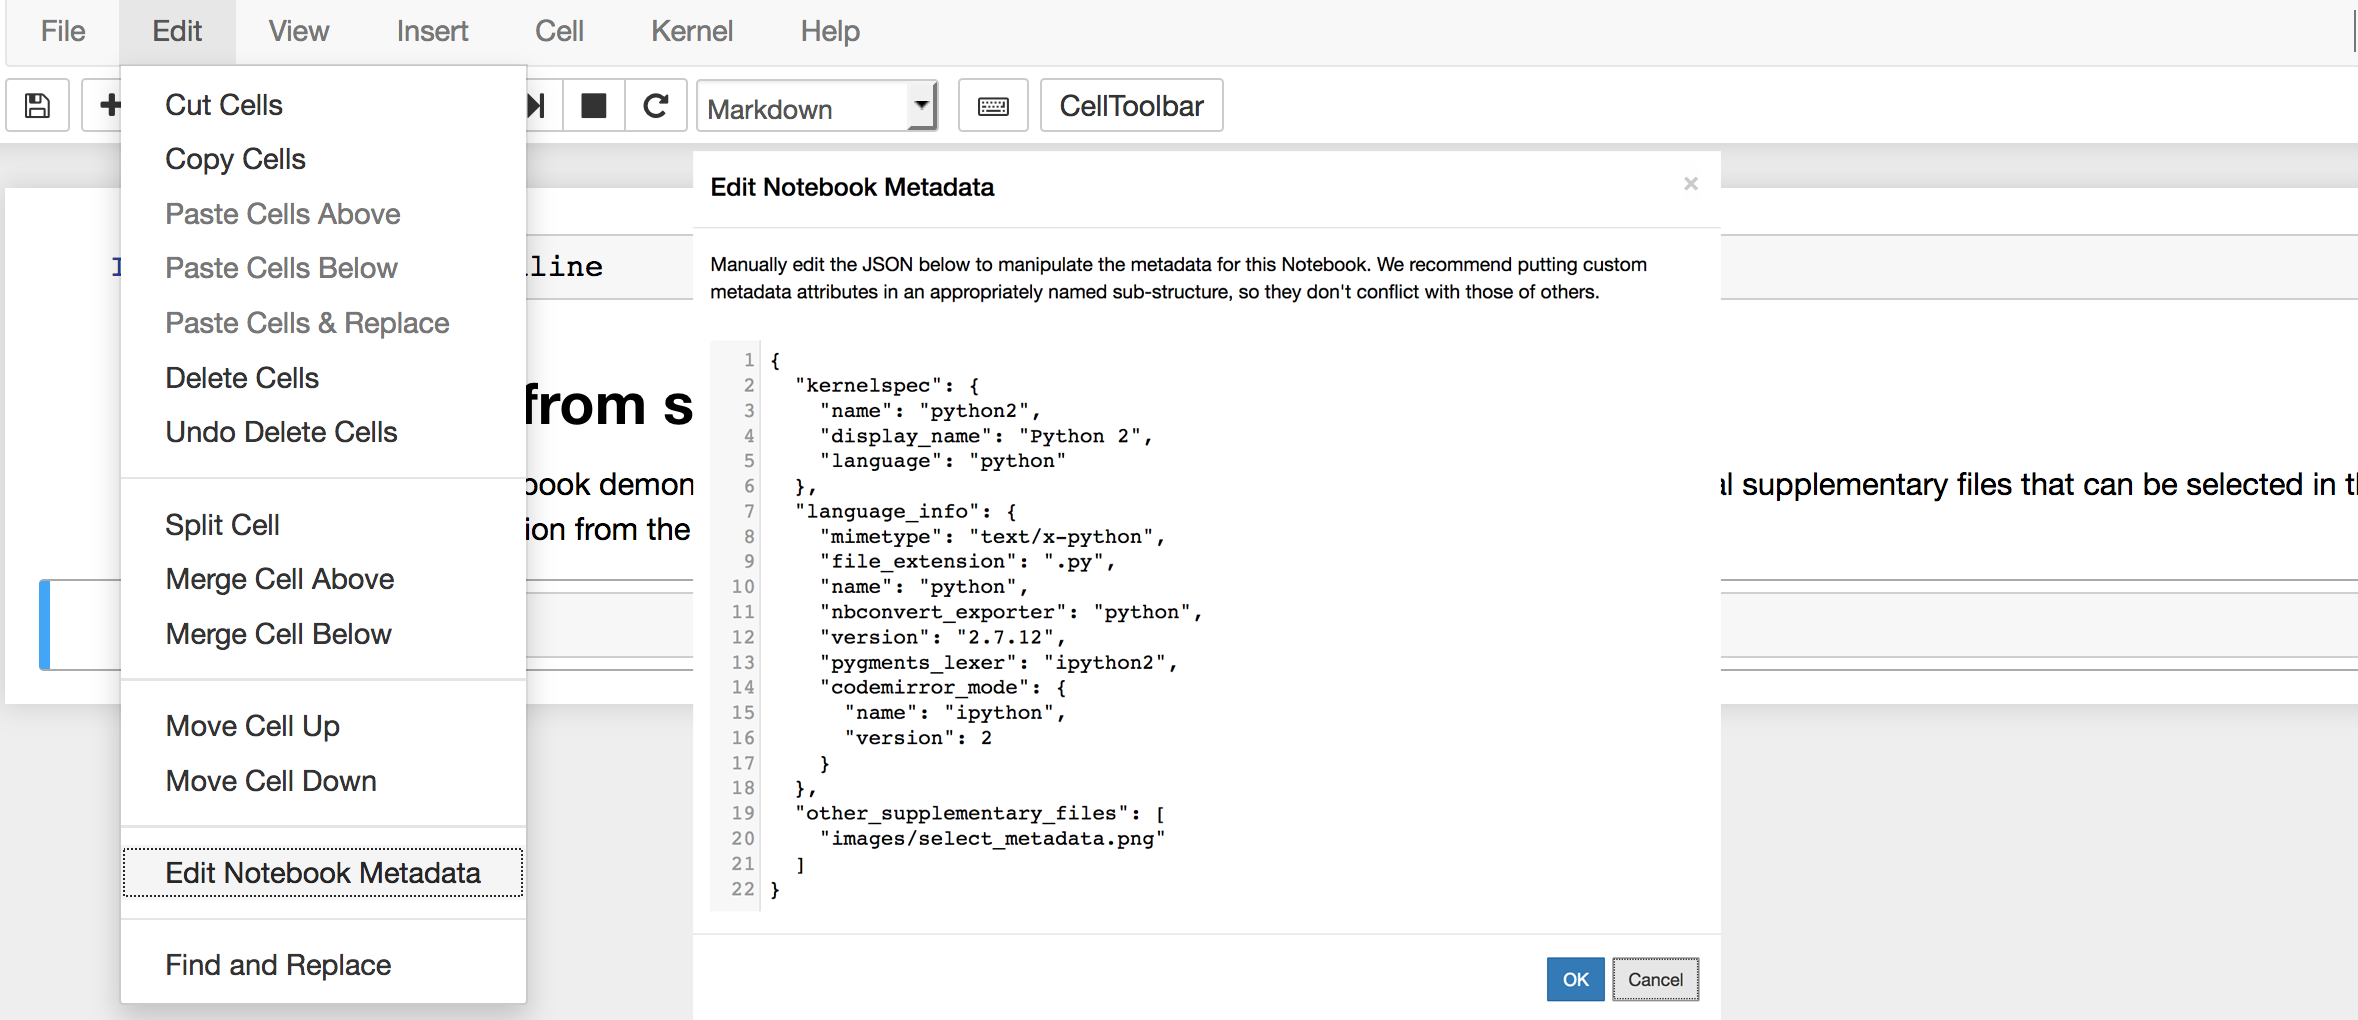 File Edit View Insert Cell Kernel Help
Markdown CellToolbar
Cut Cells
Copy Cells
Paste Cells Above
Paste Cells Below
Paste Cells & Replace
Delete Cells
Undo Delete Cells
Split Cell
Merge Cell Above
Merge Cell Below
Move Cell Up
Move Cell Down
Edit Notebook Metadata
Find and Replace
line
from s
book demon
ion from the
Edit Notebook Metadata ×
Manually edit the JSON below to manipulate the metadata for this Notebook. We recommend putting custom
metadata attributes in an appropriately named sub-structure, so they don't conflict with those of others.
1 {
2 "kernelspec": {
3 "name": "python2",
4 "display_name": "Python 2",
5 "language": "python"
6 },
7 "language_info": {
8 "mimetype": "text/x-python",
9 "file_extension": ".py",
10 "name": "python",
11 "nbconvert_exporter": "python",
12 "version": "2.7.12",
13 "pygments_lexer": "ipython2",
14 "codemirror_mode": {
15 "name": "ipython",
16 "version": 2
17 }
18 },
19 "other_supplementary_files": [
20 "images/select_metadata.png"
21 ]
22 }
OK Cancel
supplementary files that can be selected in